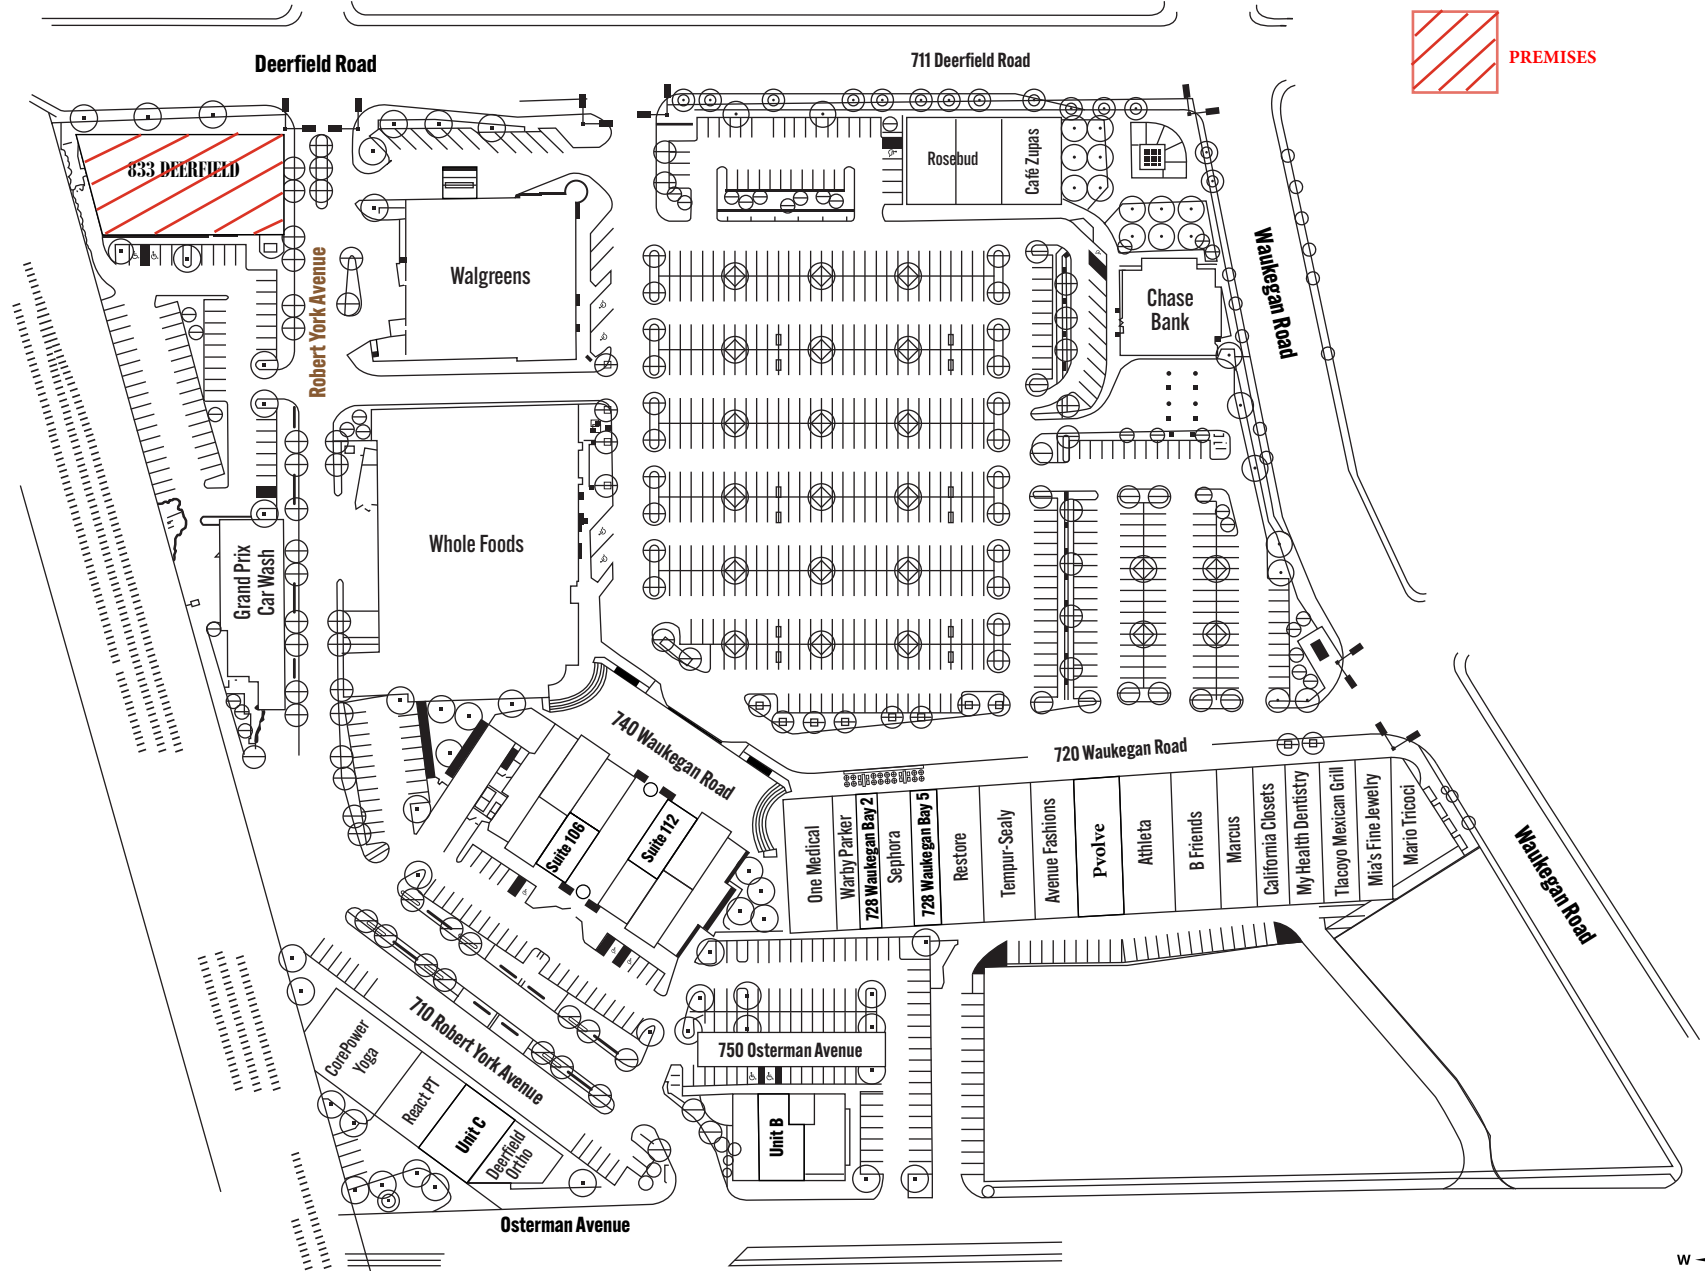 Deerfield Road
711 Deerfield Road
PREMISES
833 DEERFIELD
Rosebud
Café Zupas
Robert York Avenue
Walgreens
Chase
Bank
Waukegan Road
Whole Foods
Grand Prix
Car Wash
740 Waukegan Road
720 Waukegan Road
Suite 106
Suite 112
One Medical
Warby Parker
728 Waukegan Bay 2
Sephora
728 Waukegan Bay 5
Restore
Tempur-Sealy
Avenue Fashions
Pvolve
Athleta
B Friends
Marcus
California Closets
My Health Dentistry
Tlacoyo Mexican Grill
Mia's Fine Jewelry
Mario Tricoci
Waukegan Road
710 Robert York Avenue
CorePower
Yoga
React PT
Unit C
Deerfield
Ortho
750 Osterman Avenue
Unit B
Osterman Avenue
W